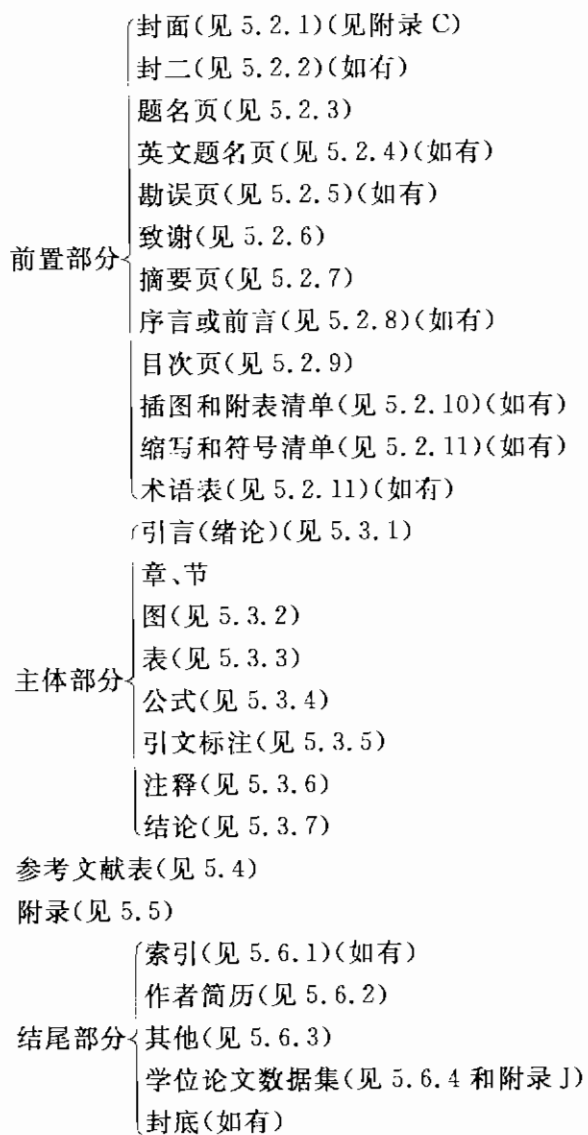 封面(见 5.2.1)(见附录 C)
封二(见 5.2.2)(如有)
题名页(见 5.2.3)
英文题名页(见 5.2.4)(如有)
勘误页(见 5.2.5)(如有)
致谢(见 5.2.6)
前置部分
摘要页(见 5.2.7)
序言或前言(见 5.2.8)(如有)
目次页(见 5.2.9)
插图和附表清单(见 5.2.10)(如有)
缩写和符号清单(见 5.2.11)(如有)
术语表(见 5.2.11)(如有)
引言(绪论)(见 5.3.1)
章、节
图(见 5.3.2)
表(见 5.3.3)
主体部分
公式(见 5.3.4)
引文标注(见 5.3.5)
注释(见 5.3.6)
结论(见 5.3.7)
参考文献表(见 5.4)
附录(见 5.5)
索引(见 5.6.1)(如有)
作者简历(见 5.6.2)
结尾部分
其他(见 5.6.3)
学位论文数据集(见 5.6.4 和附录 J)
封底(如有)